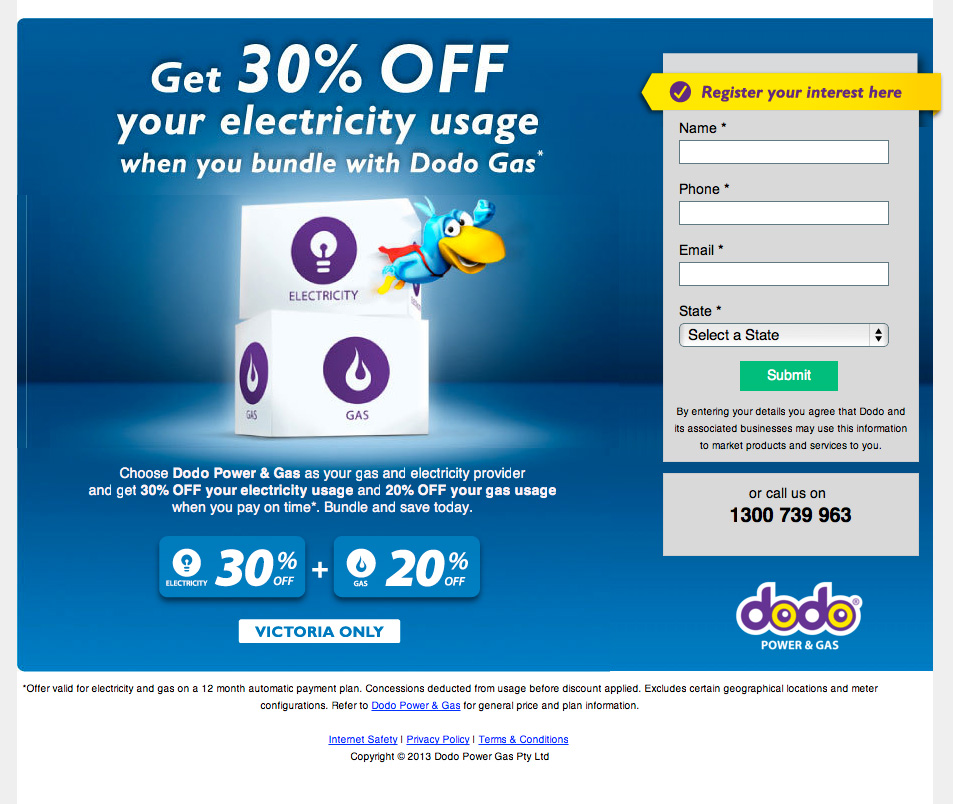 Get 30% OFF
your electricity usage
when you bundle with Dodo Gas*
ELECTRICITY
GAS
GAS
Choose Dodo Power & Gas as your gas and electricity provider
and get 30% OFF your electricity usage and 20% OFF your gas usage
when you pay on time*. Bundle and save today.
ELECTRICITY 30% OFF + GAS 20% OFF
VICTORIA ONLY
Register your interest here
Name *
Phone *
Email *
State *
Select a State
Submit
By entering your details you agree that Dodo and
its associated businesses may use this information
to market products and services to you.
or call us on
1300 739 963
dodo®
POWER & GAS
*Offer valid for electricity and gas on a 12 month automatic payment plan. Concessions deducted from usage before discount applied. Excludes certain geographical locations and meter
configurations. Refer to Dodo Power & Gas for general price and plan information.
Internet Safety | Privacy Policy | Terms & Conditions
Copyright © 2013 Dodo Power Gas Pty Ltd